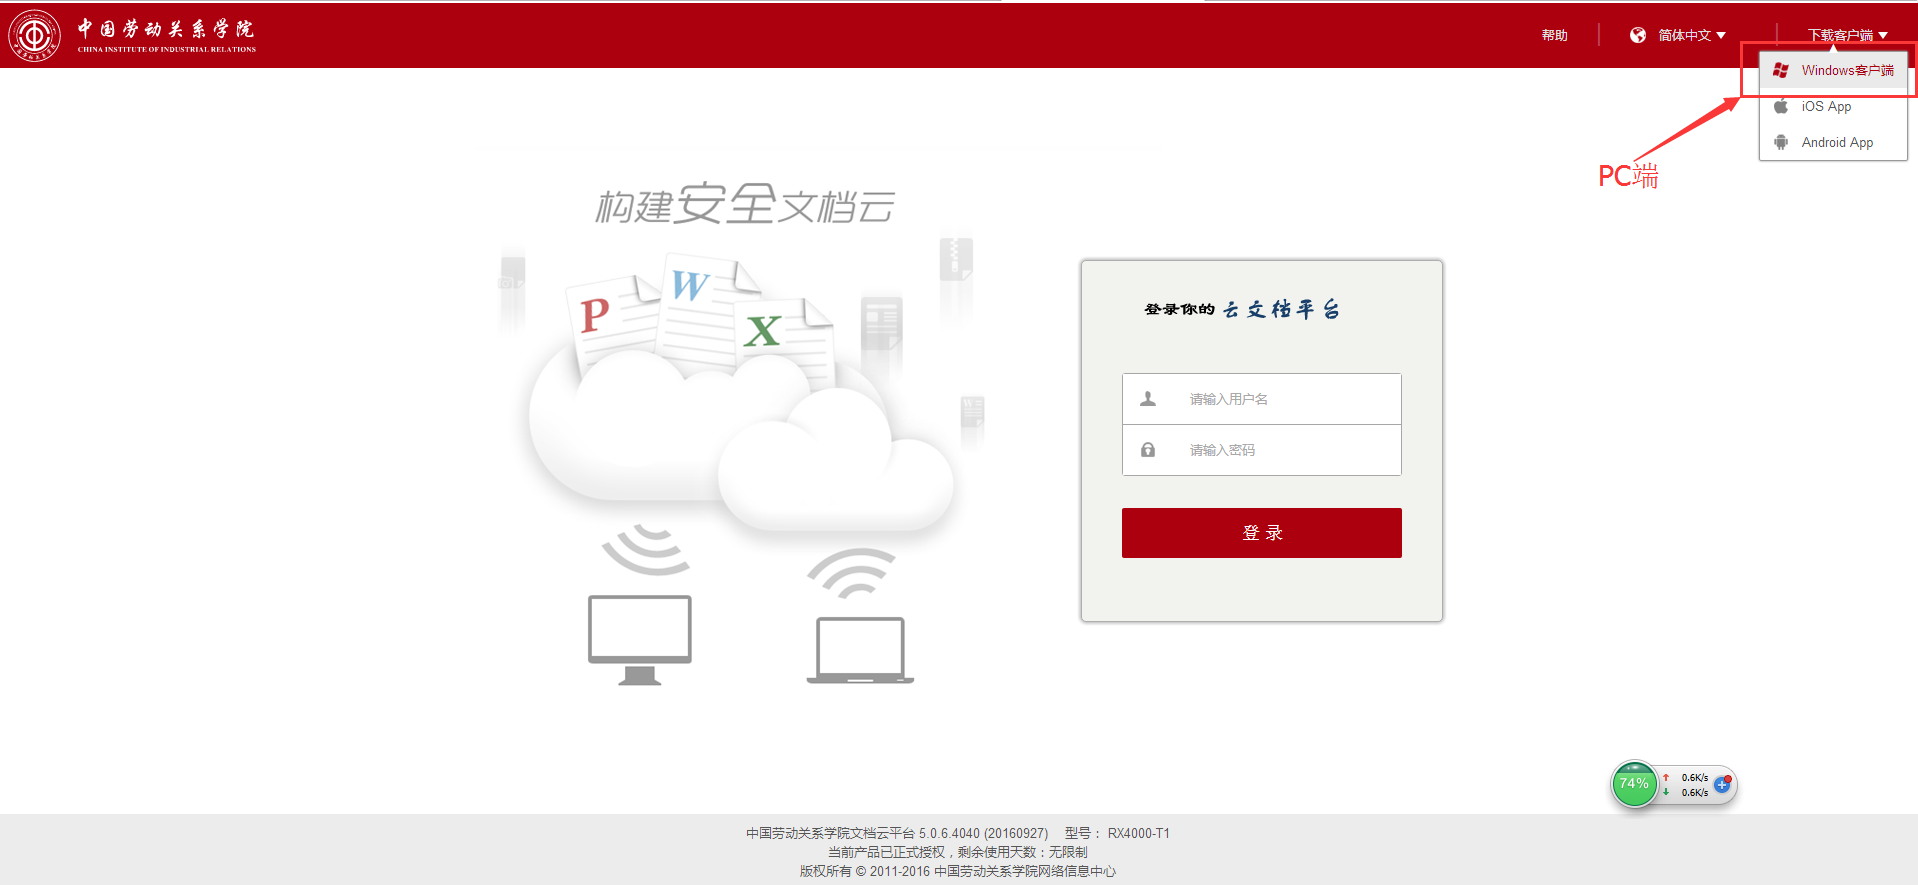 中国劳动关系学院
CHINA INSTITUTE OF INDUSTRIAL RELATIONS
帮助
简体中文
下载客户端
Windows客户端
iOS App
Android App
PC端
构建安全文档云
P
W
X
W
登录你的 云文档平台
请输入用户名
请输入密码
登 录
74%
0.6K/s
0.6K/s
中国劳动关系学院文档云平台 5.0.6.4040 (20160927) 型号： RX4000-T1
当前产品已正式授权，剩余使用天数：无限制
版权所有 © 2011-2016 中国劳动关系学院网络信息中心